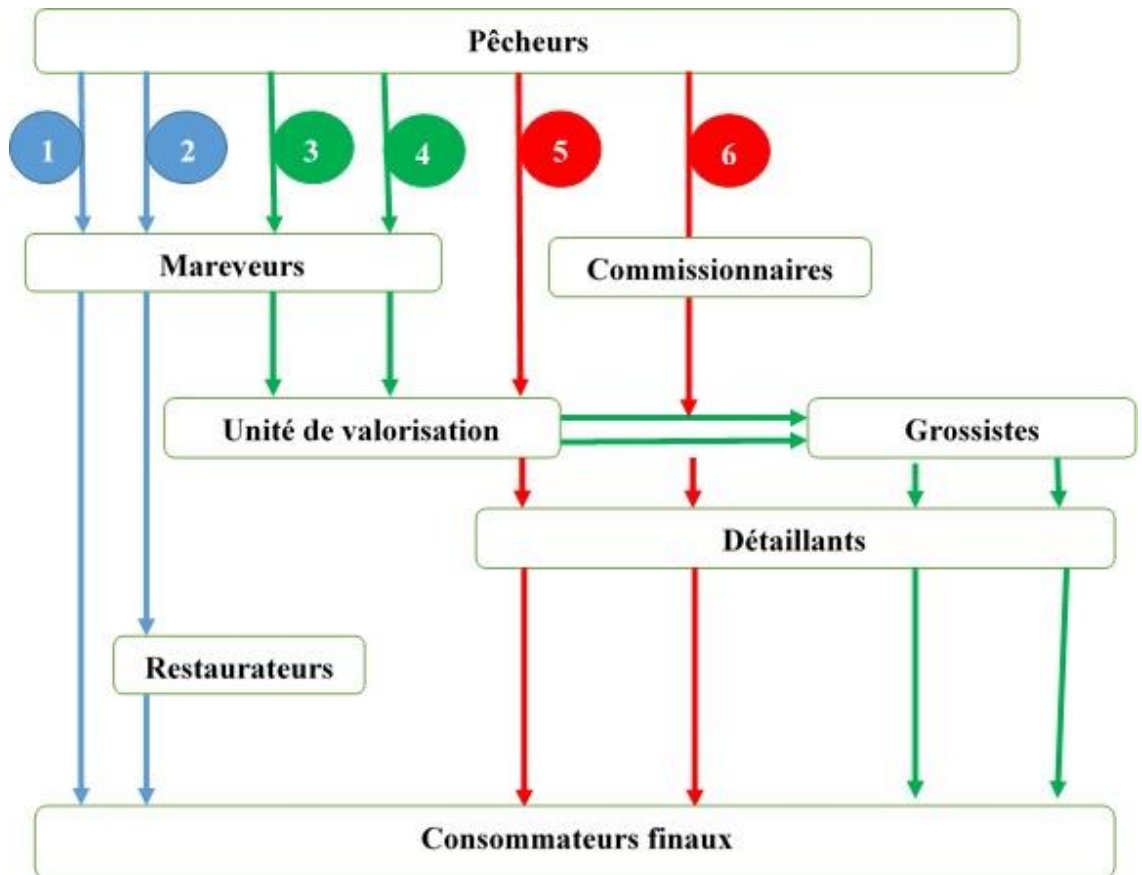 Pêcheurs
1
2
3
4
5
6
Mareveurs
Commissionnaires
Unité de valorisation
Grossistes
Détaillants
Restaurateurs
Consommateurs finaux